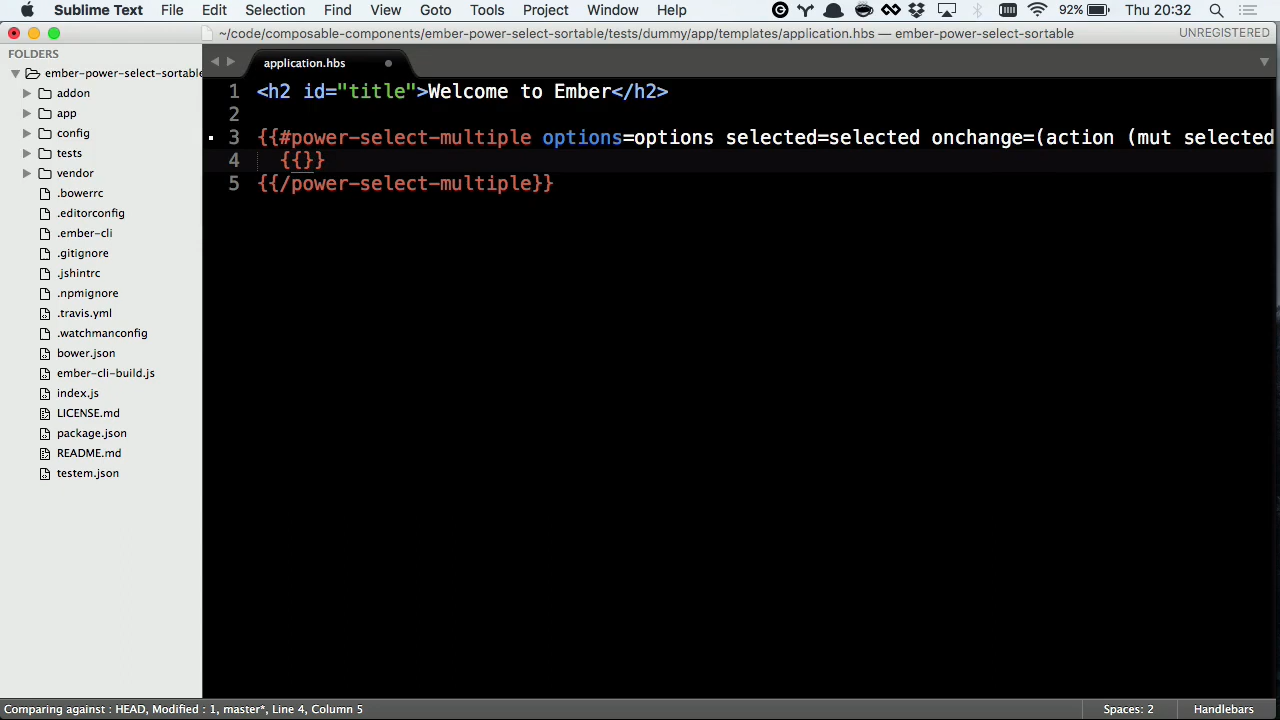 Sublime Text File Edit Selection Find View Goto Tools Project Window Help 92% Thu 20:32
~/code/composable-components/ember-power-select-sortable/tests/dummy/app/templates/application.hbs — ember-power-select-sortable UNREGISTERED
FOLDERS
ember-power-select-sortable
addon
app
config
tests
vendor
.bowerrc
.editorconfig
.ember-cli
.gitignore
.jshintrc
.npmignore
.travis.yml
.watchmanconfig
bower.json
ember-cli-build.js
index.js
LICENSE.md
package.json
README.md
testem.json
application.hbs
1 <h2 id="title">Welcome to Ember</h2>
2
3 {{#power-select-multiple options=options selected=selected onchange=(action (mut selected
4 {{}}
5 {{/power-select-multiple}}
Comparing against : HEAD, Modified : 1, master*, Line 4, Column 5 Spaces: 2 Handlebars